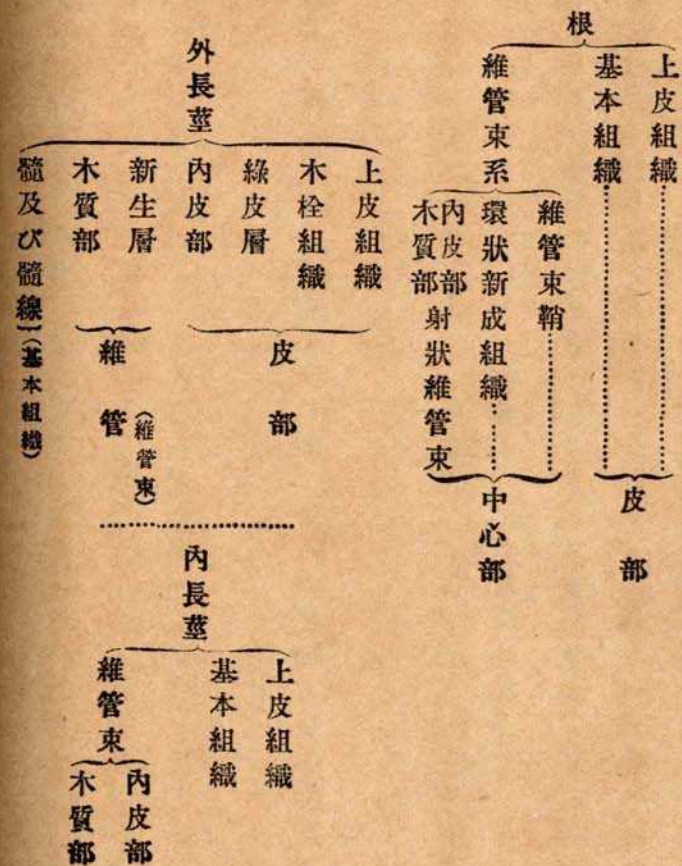 根
上皮組織
基本組織
維管束系
維管束鞘
環狀新成組織
內皮部
木質部
射狀維管束
皮部
中心部
外長莖
上皮組織
木栓組織
綠皮層
內皮部
新生層
木質部
髓及び髓線
(基本組織)
皮部
維管
(維管束)
內長莖
上皮組織
基本組織
維管束
內皮部
木質部